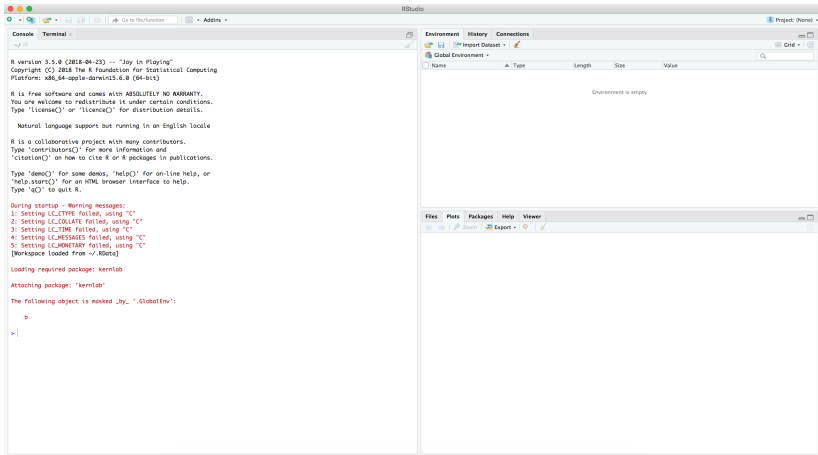 RStudio
Go to file/function
Addins
Project: (None)
Console Terminal
~/
R version 3.5.0 (2018-04-23) -- "Joy in Playing"
Copyright (C) 2018 The R Foundation for Statistical Computing
Platform: x86_64-apple-darwin15.6.0 (64-bit)
R is free software and comes with ABSOLUTELY NO WARRANTY.
You are welcome to redistribute it under certain conditions.
Type 'license()' or 'licence()' for distribution details.
Natural language support but running in an English locale
R is a collaborative project with many contributors.
Type 'contributors()' for more information and
'citation()' on how to cite R or R packages in publications.
Type 'demo()' for some demos, 'help()' for on-line help, or
'help.start()' for an HTML browser interface to help.
Type 'q()' to quit R.
During startup - Warning messages:
1: Setting LC_CTYPE failed, using "C"
2: Setting LC_COLLATE failed, using "C"
3: Setting LC_TIME failed, using "C"
4: Setting LC_MESSAGES failed, using "C"
5: Setting LC_MONETARY failed, using "C"
[Workspace loaded from ~/.RData]
Loading required package: kernlab
Attaching package: 'kernlab'
The following object is masked _by_ '.GlobalEnv':
b
>
Environment History Connections
Import Dataset
Grid
Global Environment
Name Type Length Size Value
Environment is empty
Files Plots Packages Help Viewer
Zoom Export